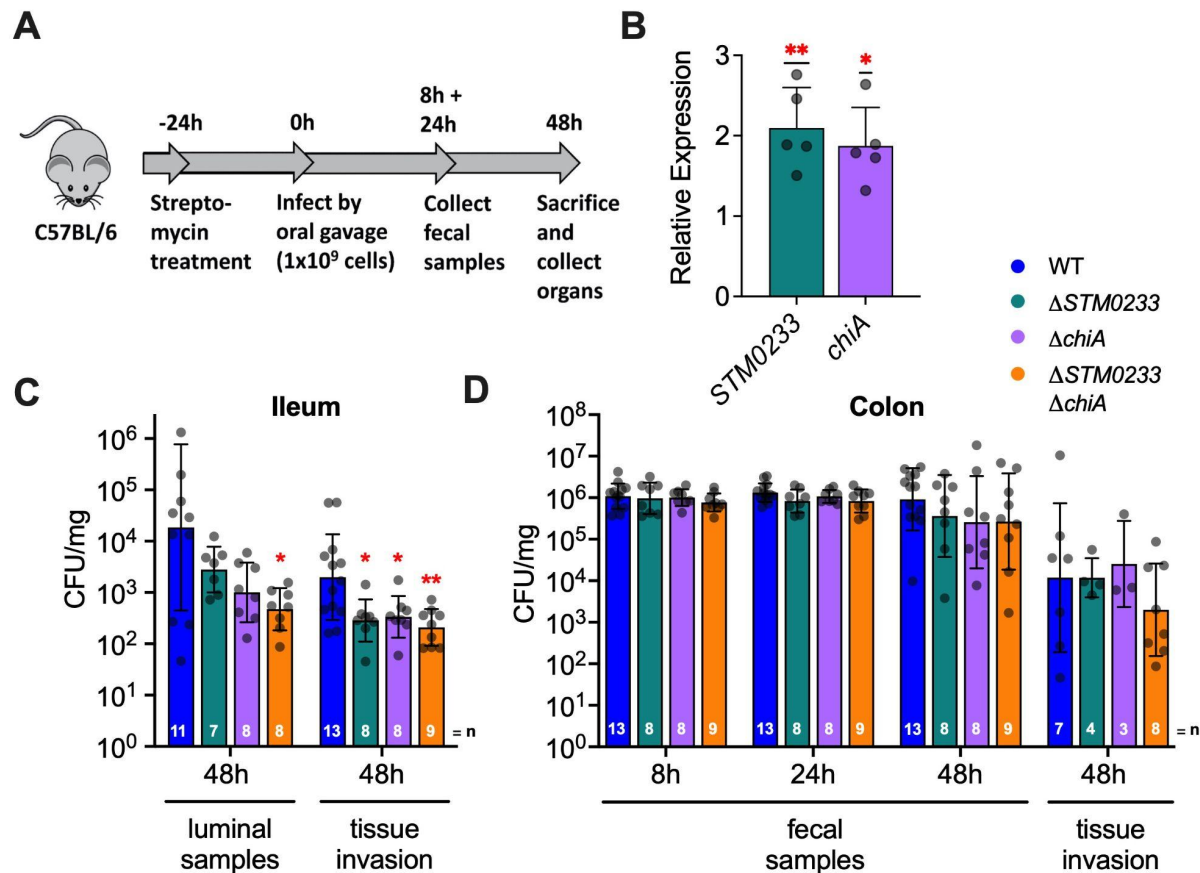 A
-24h
0h
8h +
24h
48h
C57BL/6
Strepto-
mycin
treatment
Infect by
oral gavage
(1x10⁹ cells)
Collect
fecal
samples
Sacrifice
and
collect
organs
B
Relative Expression
3
2
1
0
**
*
STM0233
chiA
WT
ΔSTM0233
ΔchiA
ΔSTM0233
ΔchiA
C
Ileum
CFU/mg
10⁶
10⁵
10⁴
10³
10²
10¹
10⁰
* * * **
11 7 8 8 13 8 8 9 = n
48h 48h
luminal
samples
tissue
invasion
D
Colon
CFU/mg
10⁸
10⁷
10⁶
10⁵
10⁴
10³
10²
10¹
10⁰
13 8 8 9 13 8 8 9 13 8 8 9 7 4 3 8 = n
8h 24h 48h 48h
fecal
samples
tissue
invasion